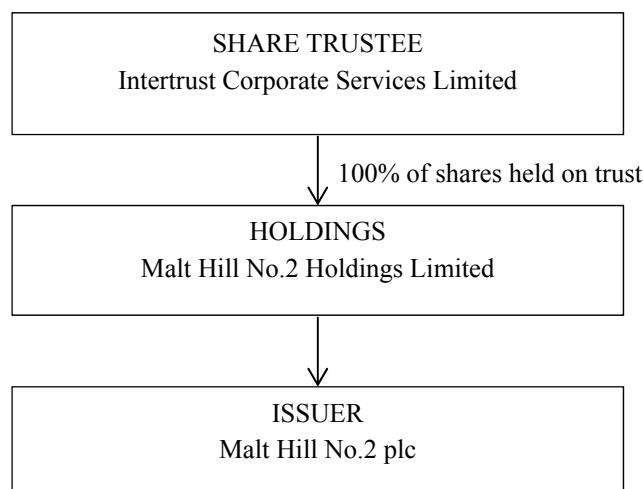 SHARE TRUSTEE
Intertrust Corporate Services Limited
100% of shares held on trust
HOLDINGS
Malt Hill No.2 Holdings Limited
ISSUER
Malt Hill No.2 plc